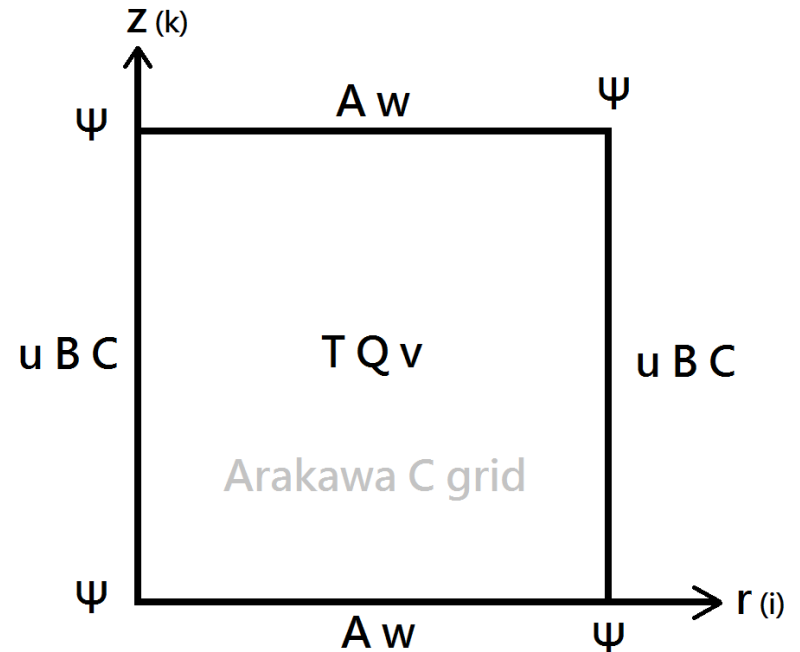 z (k)
A w
Ψ
Ψ
u B C
T Q v
u B C
Arakawa C grid
Ψ
r (i)
A w
Ψ